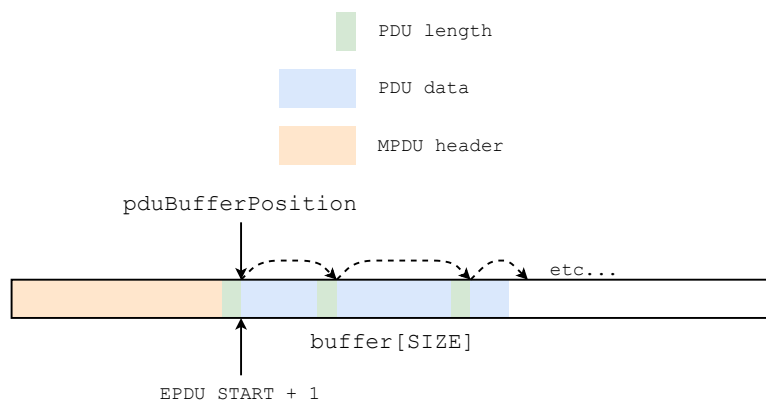 PDU length
PDU data
MPDU header
pduBufferPosition
etc...
buffer[SIZE]
EPDU START + 1